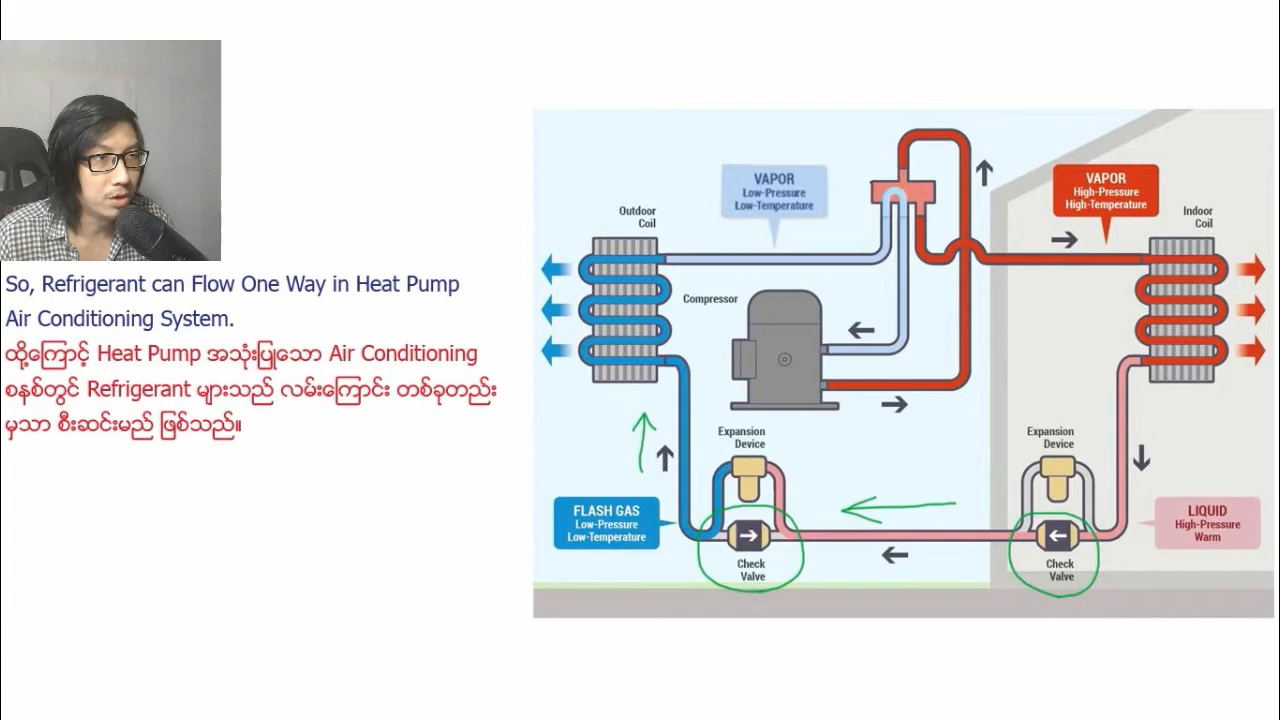 So, Refrigerant can Flow One Way in Heat Pump
Air Conditioning System.
ထို့ကြောင့် Heat Pump အသုံးပြုသော Air Conditioning
စနစ်တွင် Refrigerant များသည် လမ်းကြောင်း တစ်ခုတည်း
မှသာ စီးဆင်းမည် ဖြစ်သည်။
VAPOR
Low-Pressure
Low-Temperature
VAPOR
High-Pressure
High-Temperature
Outdoor
Coil
Indoor
Coil
Compressor
Expansion
Device
Expansion
Device
FLASH GAS
Low-Pressure
Low-Temperature
LIQUID
High-Pressure
Warm
Check
Valve
Check
Valve